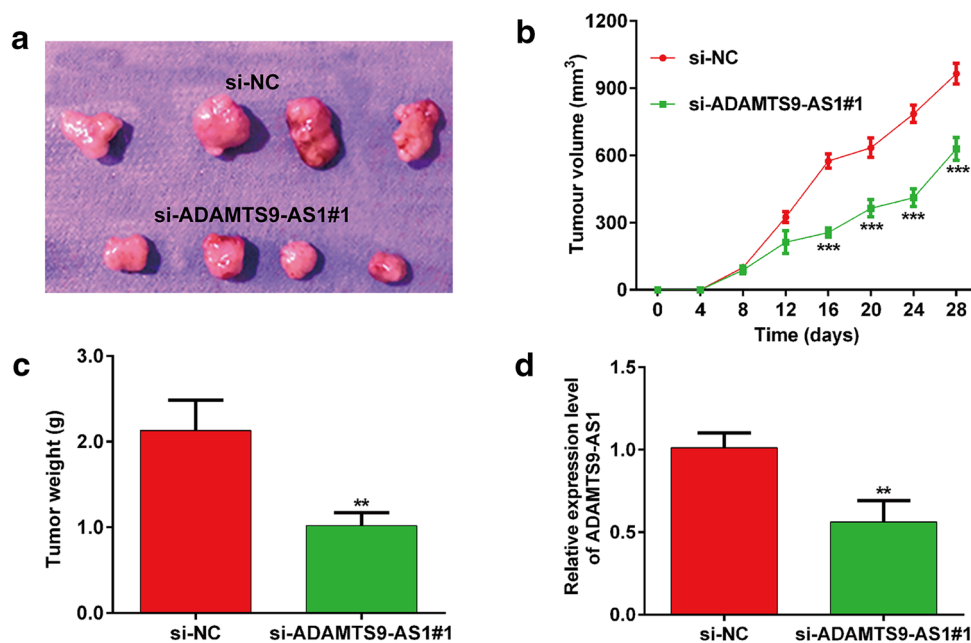 a
si-NC
si-ADAMTS9-AS1#1
b
Tumour volume (mm³)
1200
900
600
300
0
si-NC
si-ADAMTS9-AS1#1
***
***
***
***
0 4 8 12 16 20 24 28
Time (days)
c
Tumor weight (g)
3.0
2.0
1.0
0.0
**
si-NC si-ADAMTS9-AS1#1
d
Relative expression level
of ADAMTS9-AS1
1.5
1.0
0.5
0.0
**
si-NC si-ADAMTS9-AS1#1